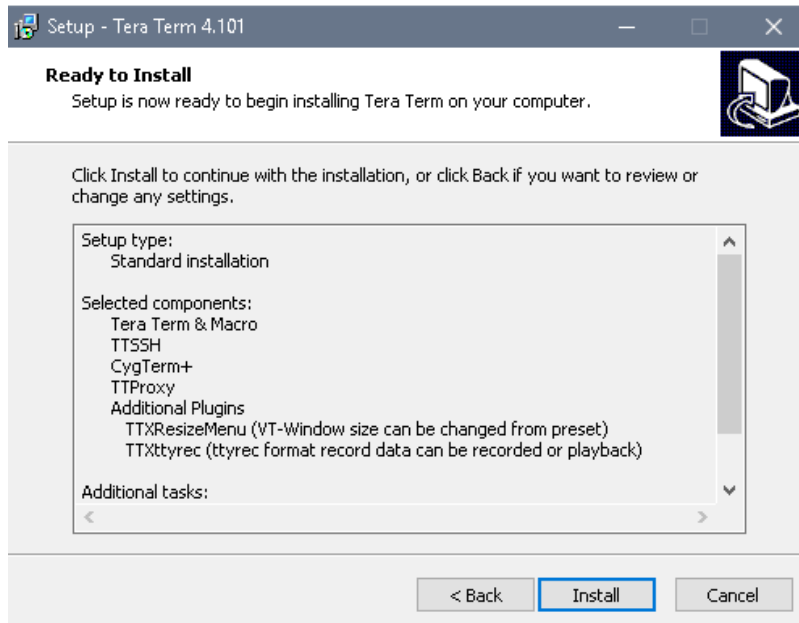 Setup - Tera Term 4.101
Ready to Install
Setup is now ready to begin installing Tera Term on your computer.
Click Install to continue with the installation, or click Back if you want to review or
change any settings.
Setup type:
Standard installation
Selected components:
Tera Term & Macro
TTSSH
CygTerm+
TTProxy
Additional Plugins
TTXResizeMenu (VT-Window size can be changed from preset)
TTXttyrec (ttyrec format record data can be recorded or playback)
Additional tasks:
< Back
Install
Cancel